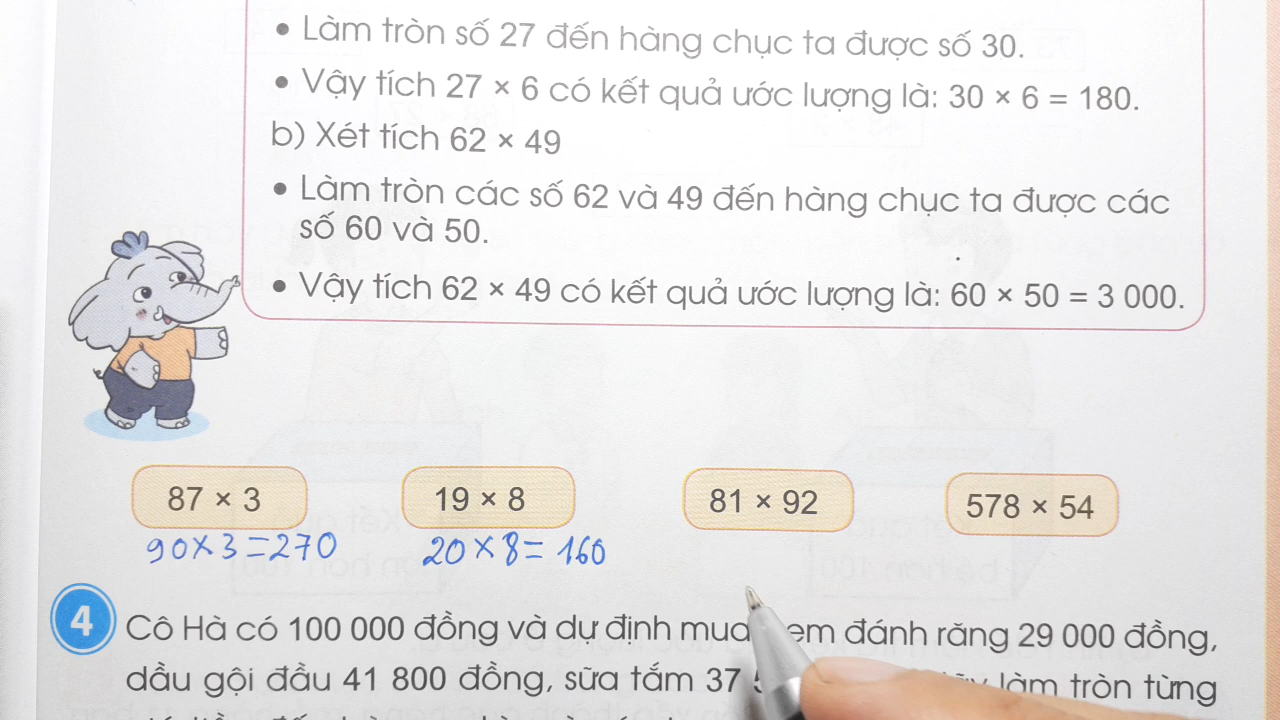 • Làm tròn số 27 đến hàng chục ta được số 30.
• Vậy tích 27 × 6 có kết quả ước lượng là: 30 × 6 = 180.
b) Xét tích 62 × 49
• Làm tròn các số 62 và 49 đến hàng chục ta được các
số 60 và 50.
• Vậy tích 62 × 49 có kết quả ước lượng là: 60 × 50 = 3 000.
87 × 3 19 × 8 81 × 92 578 × 54
90×3=270 20×8=160
4 Cô Hà có 100 000 đồng và dự định mua đánh răng 29 000 đồng,
dầu gội đầu 41 800 đồng, sữa tắm 37 làm tròn từng